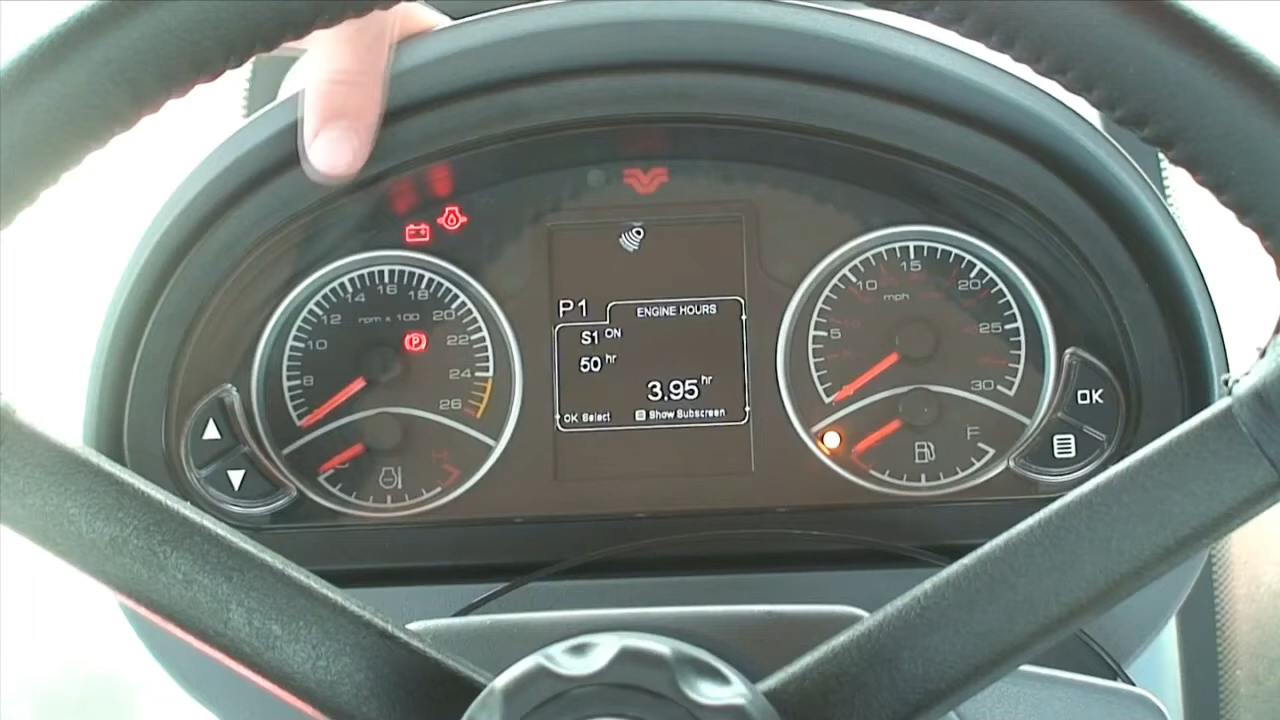 8
10
12
14
16
18
20
22
24
26
rpm x 100
P
H
P1
ENGINE HOURS
S1 ON
50 hr
3.95 hr
OK Select
Show Subscreen
5
10
15
20
25
30
mph
F
OK